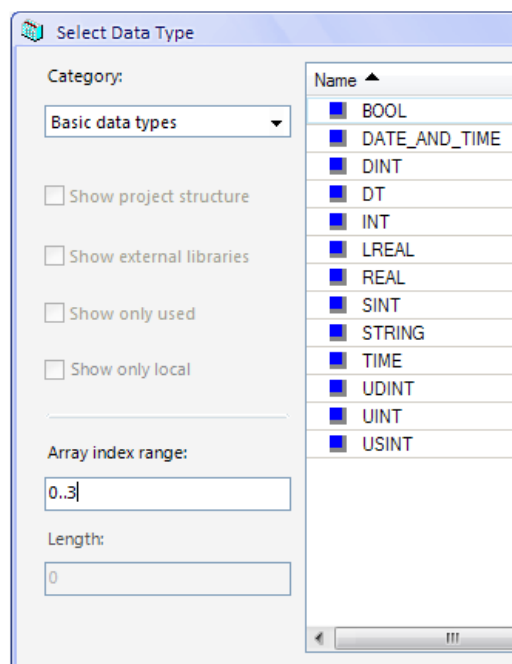 Select Data Type
Category:
Basic data types
Show project structure
Show external libraries
Show only used
Show only local
Array index range:
0..3
Length:
0
Name
BOOL
DATE_AND_TIME
DINT
DT
INT
LREAL
REAL
SINT
STRING
TIME
UDINT
UINT
USINT